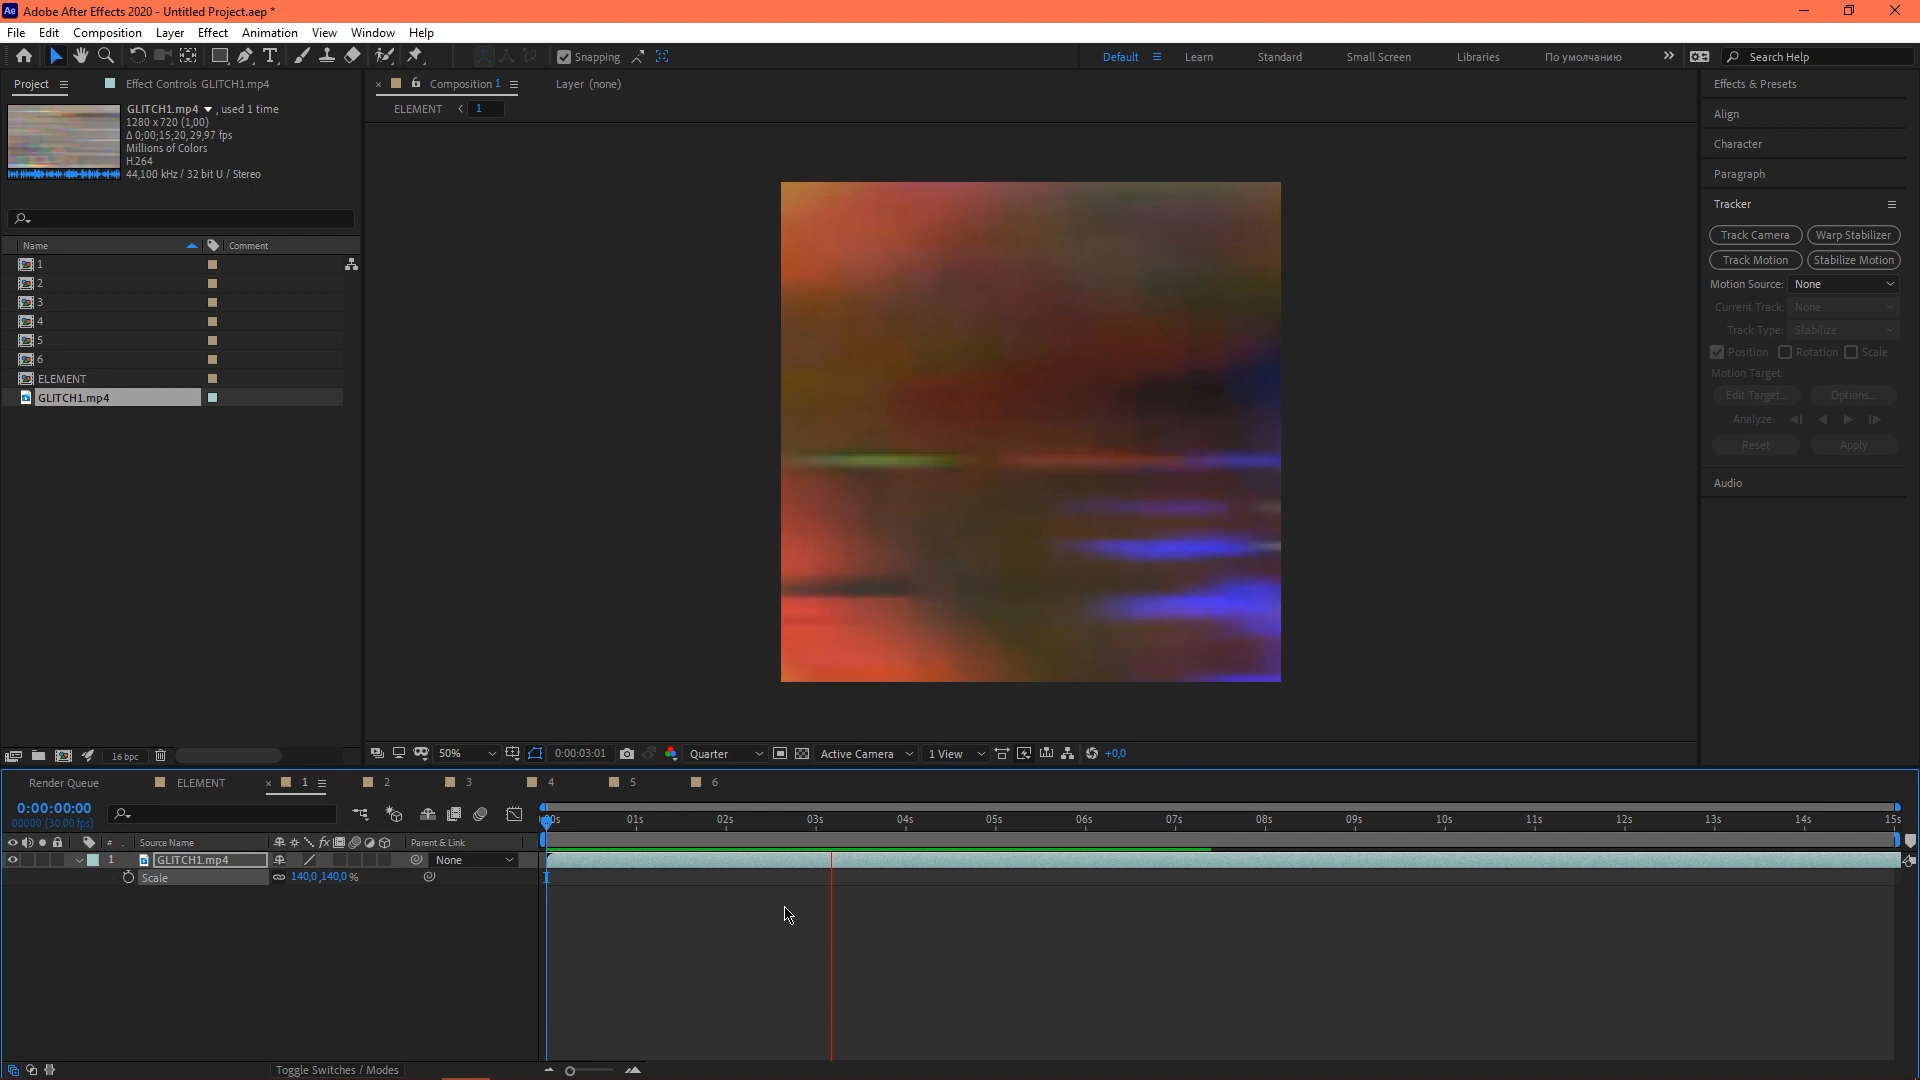 Ae Adobe After Effects 2020 - Untitled Project.aep *
File Edit Composition Layer Effect Animation View Window Help
Snapping
Default Learn Standard Small Screen Libraries По умолчанию » Search Help
Project Effect Controls GLITCH1.mp4
GLITCH1.mp4 , used 1 time
1280 x 720 (1,00)
Δ 0;00;15;20, 29,97 fps
Millions of Colors
H.264
44,100 kHz / 32 bit U / Stereo
Name Comment
1
2
3
4
5
6
ELEMENT
GLITCH1.mp4
16 bpc
× Composition 1 Layer (none)
ELEMENT < 1
50% 0:00:03:01 Quarter Active Camera 1 View +0,0
Effects & Presets
Align
Character
Paragraph
Tracker
Track Camera Warp Stabilizer
Track Motion Stabilize Motion
Motion Source: None
Current Track: None
Track Type: Stabilize
Position Rotation Scale
Motion Target:
Edit Target... Options...
Analyze:
Reset Apply
Audio
Render Queue ELEMENT × 1 2 3 4 5 6
0:00:00:00
00000 (30.00 fps)
01s 02s 03s 04s 05s 06s 07s 08s 09s 10s 11s 12s 13s 14s 15s
# Source Name fx Parent & Link
1 GLITCH1.mp4 None
Scale 140,0,140,0 %
Toggle Switches / Modes